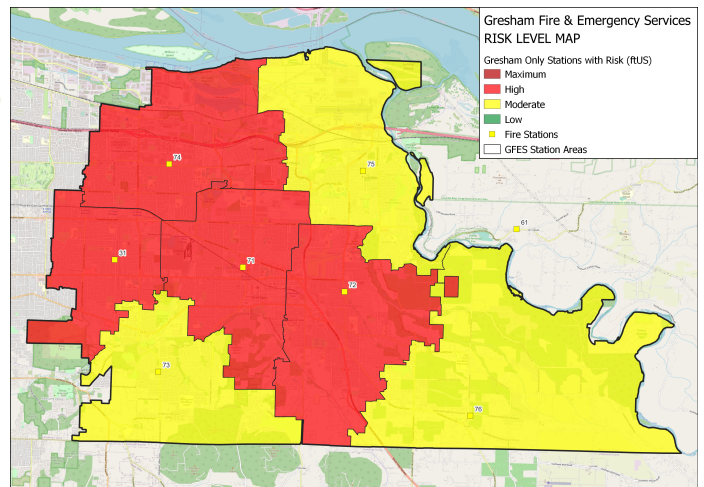 Gresham Fire & Emergency Services
RISK LEVEL MAP
Gresham Only Stations with Risk (ftUS)
Maximum
High
Moderate
Low
Fire Stations
GFES Station Areas
74
75
61
31
71
72
73
76